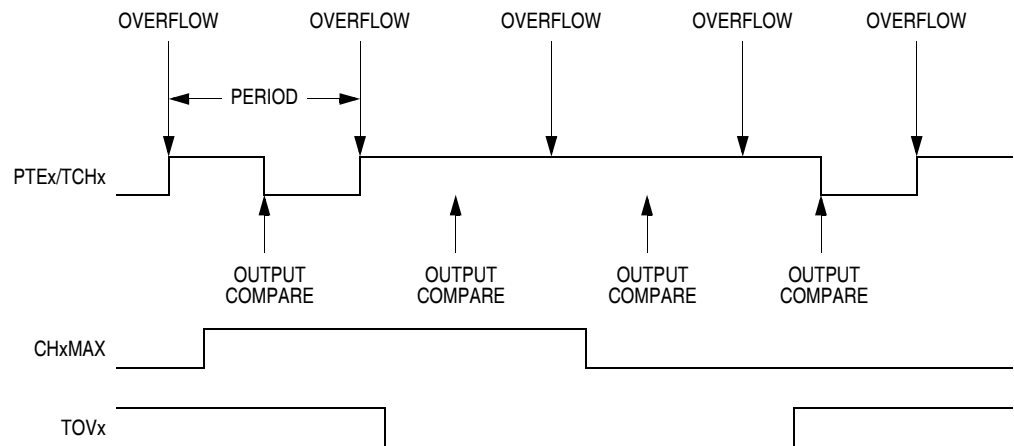 OVERFLOW OVERFLOW OVERFLOW OVERFLOW OVERFLOW
PERIOD
PTEx/TCHx
OUTPUT COMPARE
OUTPUT COMPARE
OUTPUT COMPARE
OUTPUT COMPARE
CHxMAX
TOVx